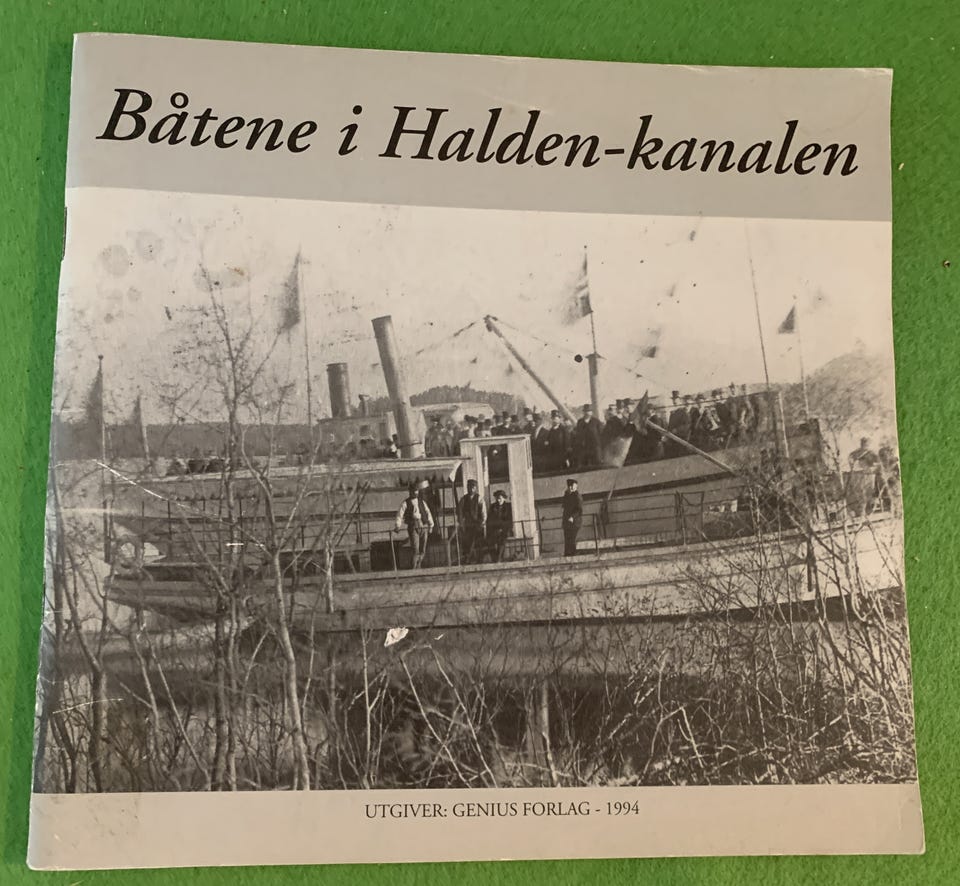 Båtene i Halden-kanalen
UTGIVER: GENIUS FORLAG - 1994